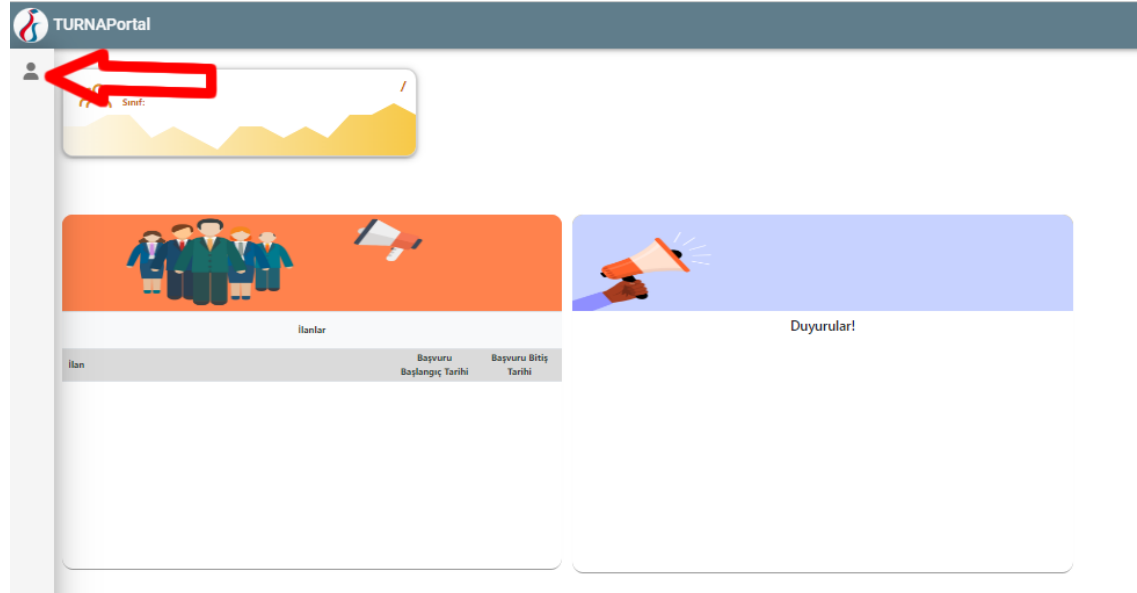 TURNAPortal
/
Sınıf:
İlanlar
Duyurular!
İlan
Başvuru
Başlangıç Tarihi
Başvuru Bitiş
Tarihi